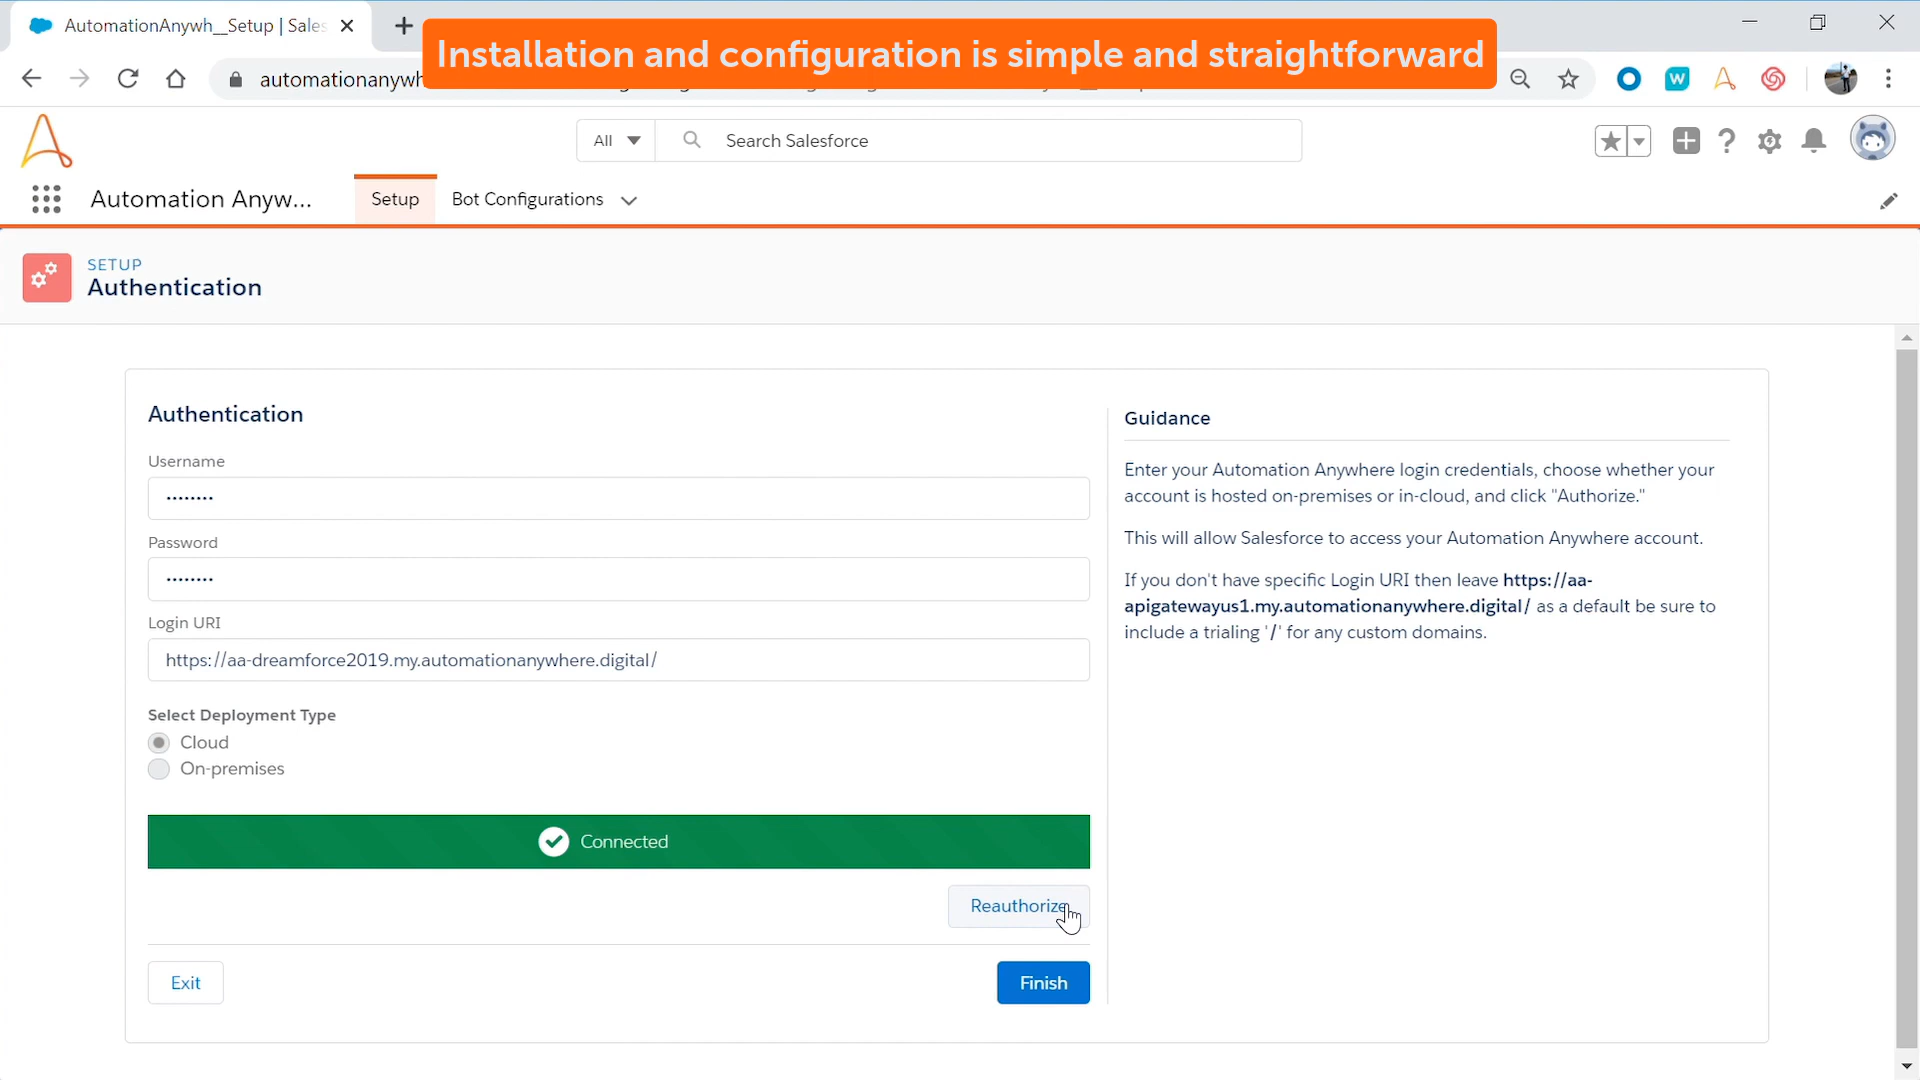 AutomationAnywh__Setup | Sales
Installation and configuration is simple and straightforward
automationanywh
W
All
Search Salesforce
Automation Anyw...
Setup
Bot Configurations
SETUP
Authentication
Authentication
Username
••••••••
Password
••••••••
Login URI
https://aa-dreamforce2019.my.automationanywhere.digital/
Select Deployment Type
Cloud
On-premises
Connected
Reauthorize
Exit
Finish
Guidance
Enter your Automation Anywhere login credentials, choose whether your
account is hosted on-premises or in-cloud, and click "Authorize."
This will allow Salesforce to access your Automation Anywhere account.
If you don't have specific Login URI then leave https://aa-
apigatewayus1.my.automationanywhere.digital/ as a default be sure to
include a trialing '/' for any custom domains.